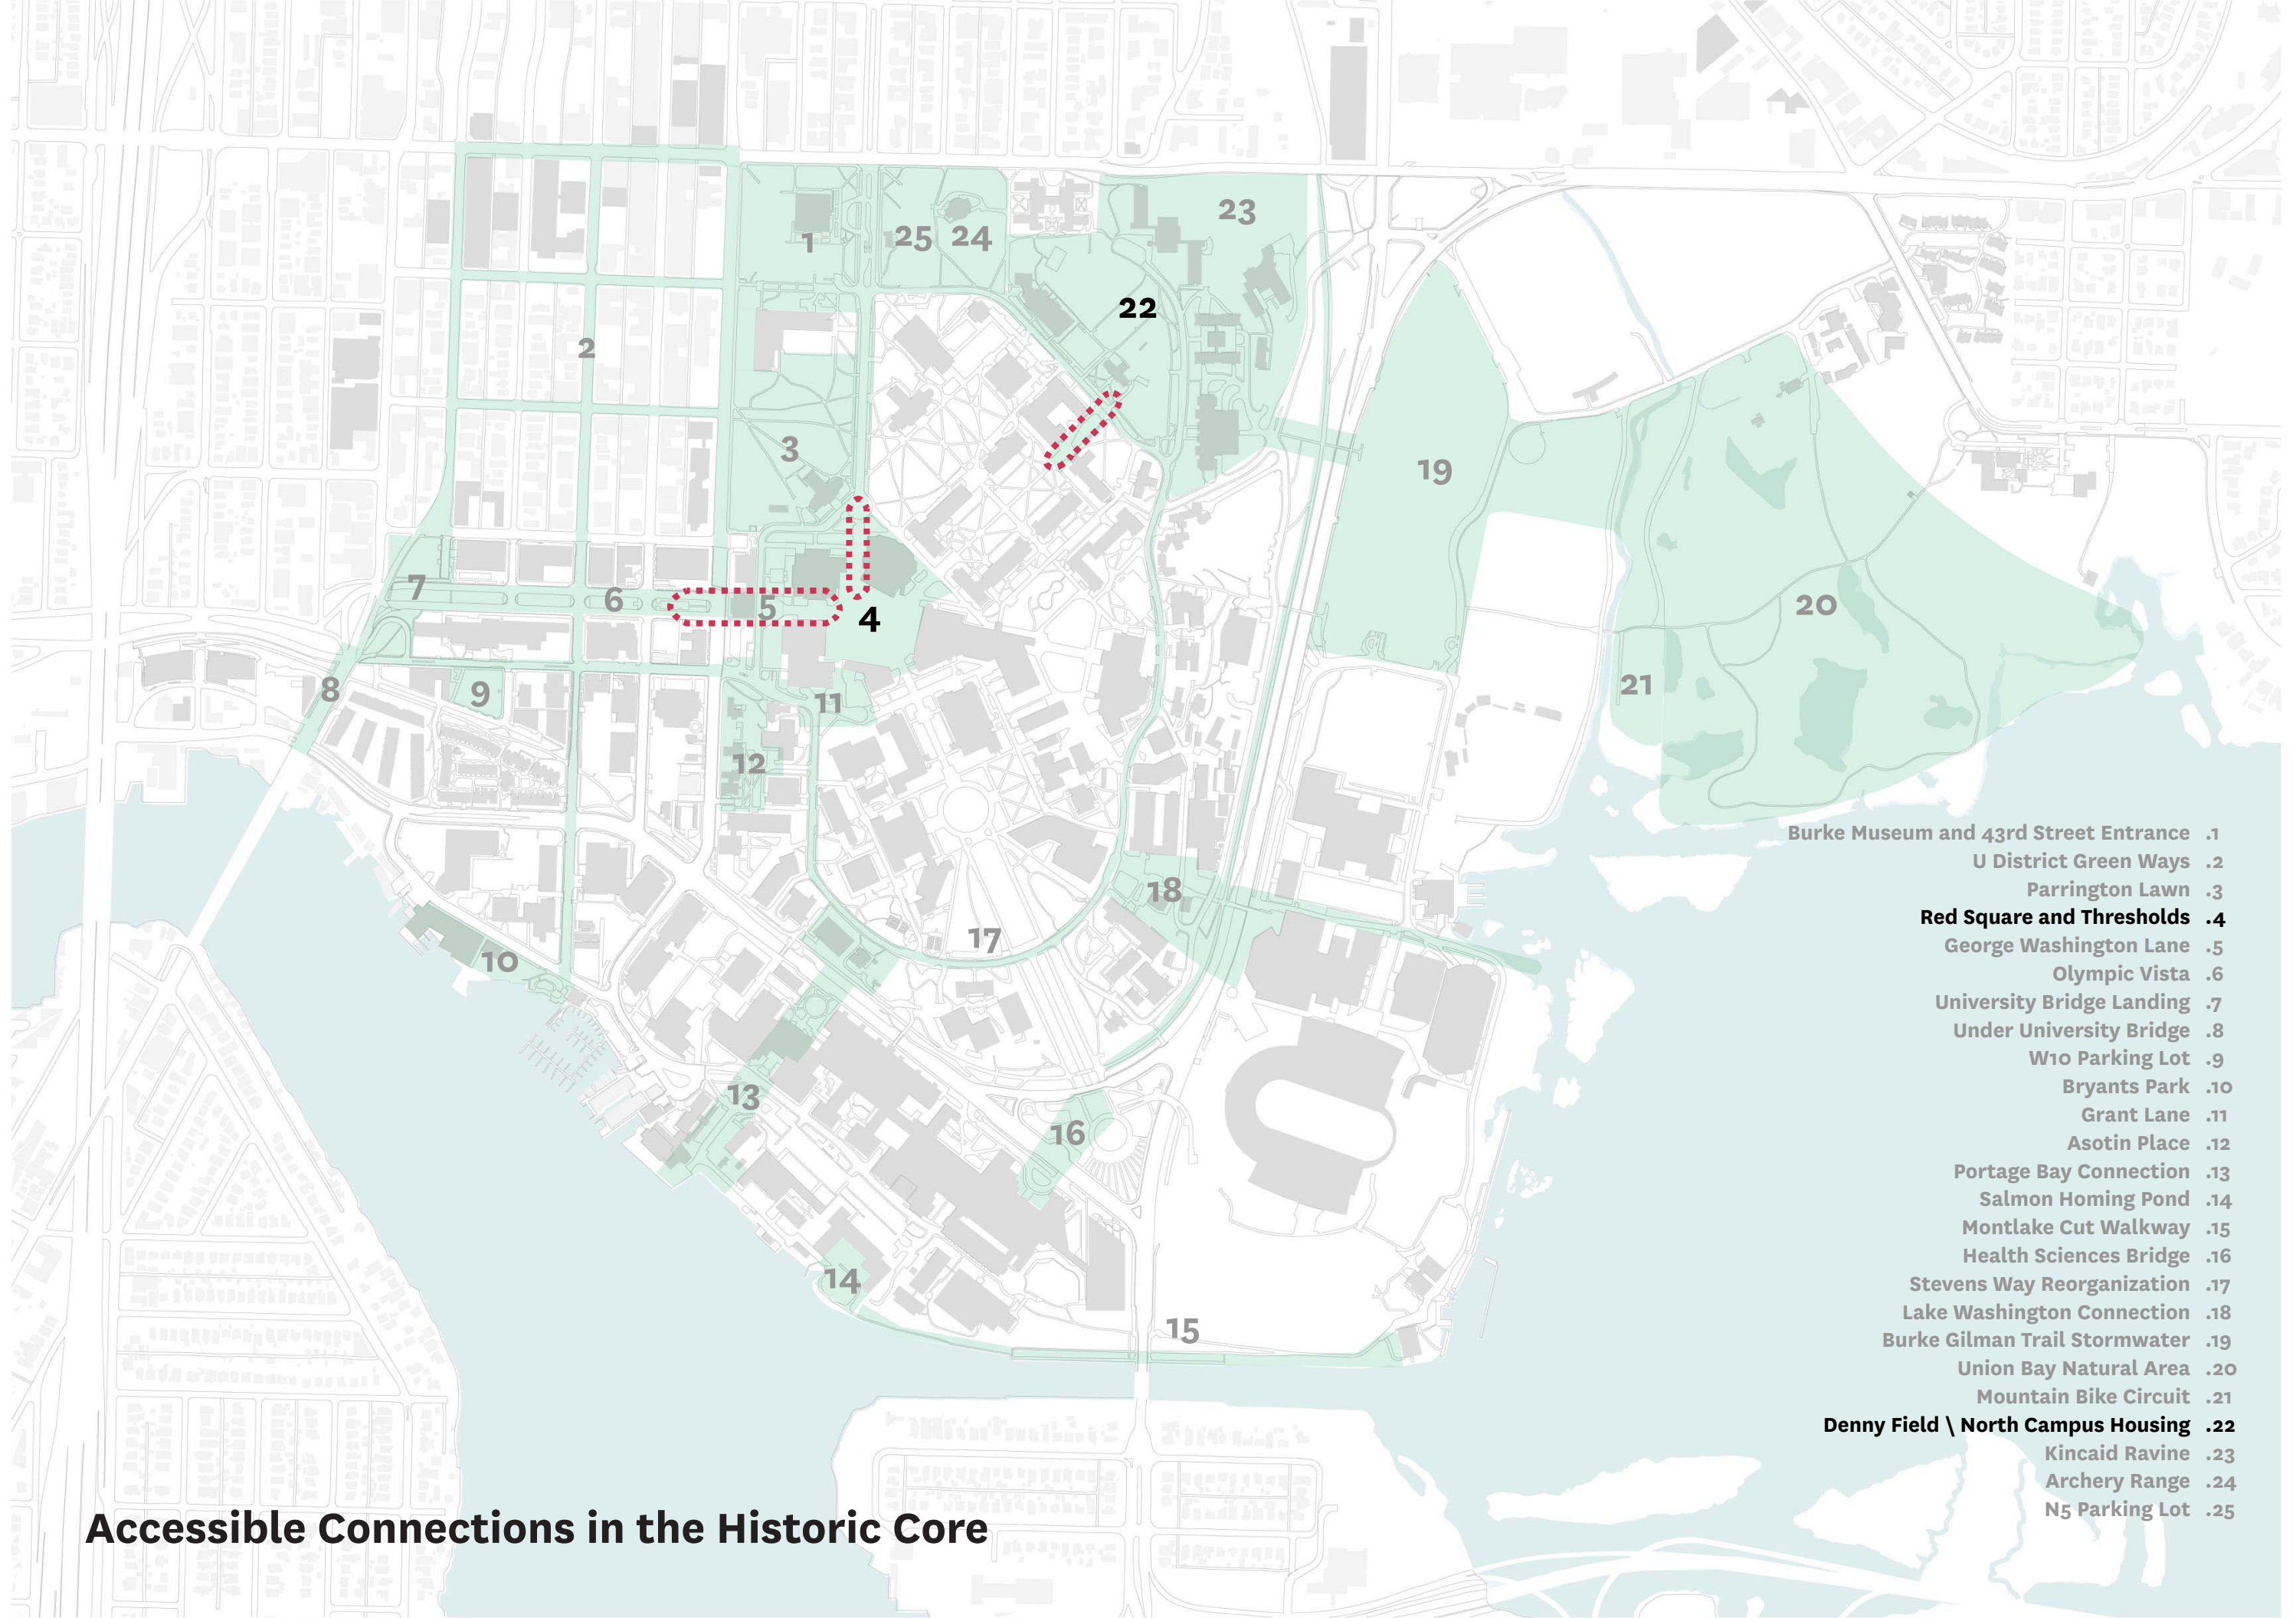 23
1
25
24
22
2
3
19
7
6
5
4
20
8
9
11
21
12
18
17
10
13
16
14
15
Burke Museum and 43rd Street Entrance .1
U District Green Ways .2
Parrington Lawn .3
Red Square and Thresholds .4
George Washington Lane .5
Olympic Vista .6
University Bridge Landing .7
Under University Bridge .8
W10 Parking Lot .9
Bryants Park .10
Grant Lane .11
Asotin Place .12
Portage Bay Connection .13
Salmon Homing Pond .14
Montlake Cut Walkway .15
Health Sciences Bridge .16
Stevens Way Reorganization .17
Lake Washington Connection .18
Burke Gilman Trail Stormwater .19
Union Bay Natural Area .20
Mountain Bike Circuit .21
Denny Field \ North Campus Housing .22
Kincaid Ravine .23
Archery Range .24
N5 Parking Lot .25
Accessible Connections in the Historic Core